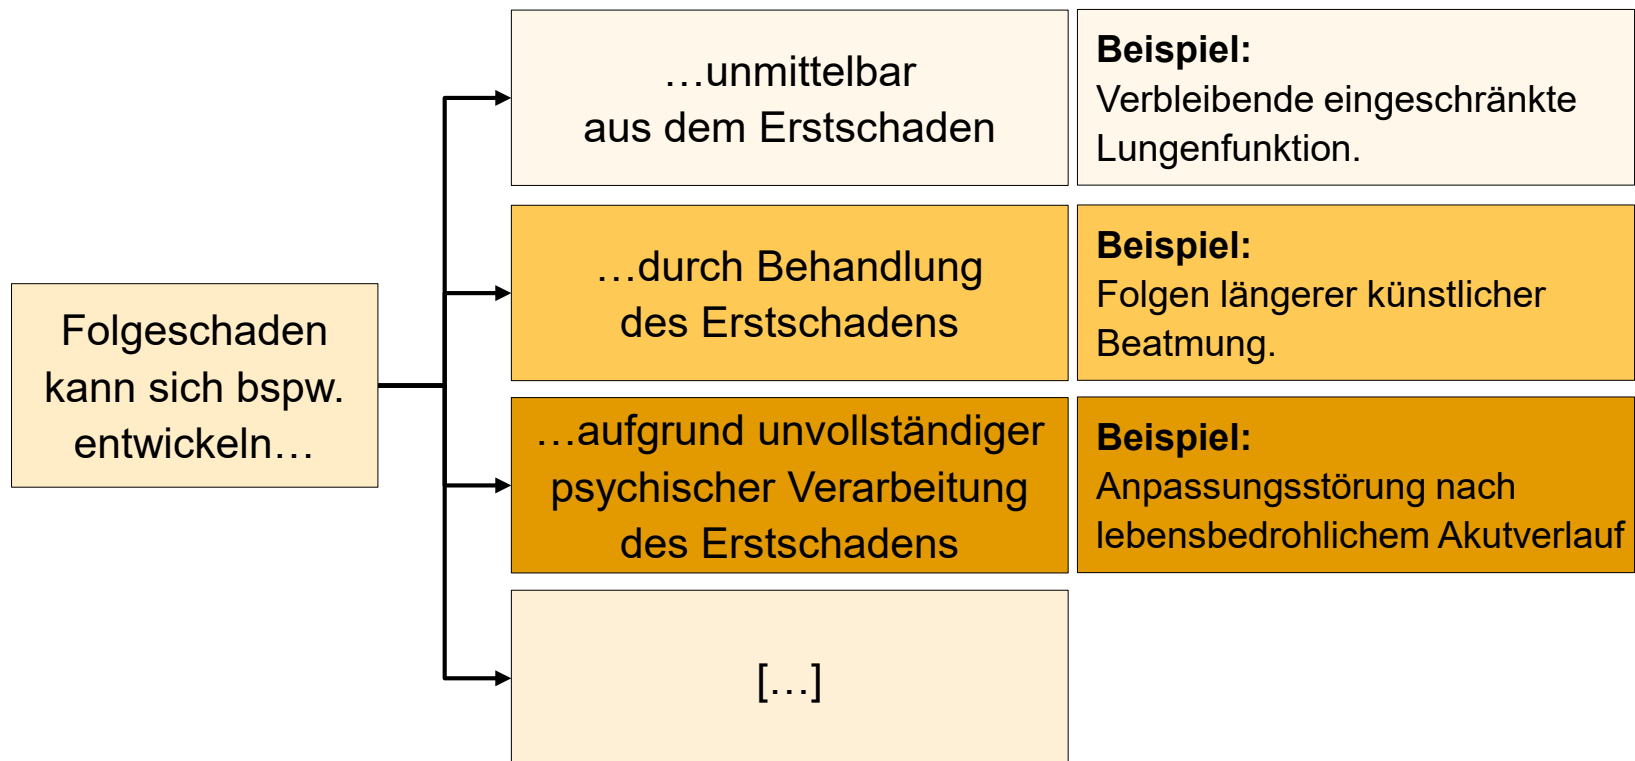 Folgeschaden
kann sich bspw.
entwickeln…
…unmittelbar
aus dem Erstschaden
Beispiel:
Verbleibende eingeschränkte
Lungenfunktion.
…durch Behandlung
des Erstschadens
Beispiel:
Folgen längerer künstlicher
Beatmung.
…aufgrund unvollständiger
psychischer Verarbeitung
des Erstschadens
Beispiel:
Anpassungsstörung nach
lebensbedrohlichem Akutverlauf
[…]